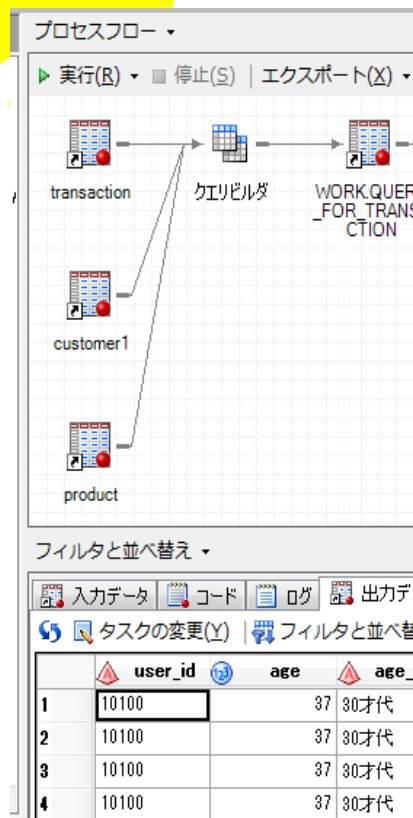 プロセスフロー
実行(R) 停止(S) エクスポート(X)
transaction クエリビルダ WORK.QUER
_FOR_TRANS
CTION
customer1
product
フィルタと並べ替え
入力データ コード ログ 出力デ
タスクの変更(Y) フィルタと並べ替
user_id age age_
1 10100 37 30才代
2 10100 37 30才代
3 10100 37 30才代
4 10100 37 30才代